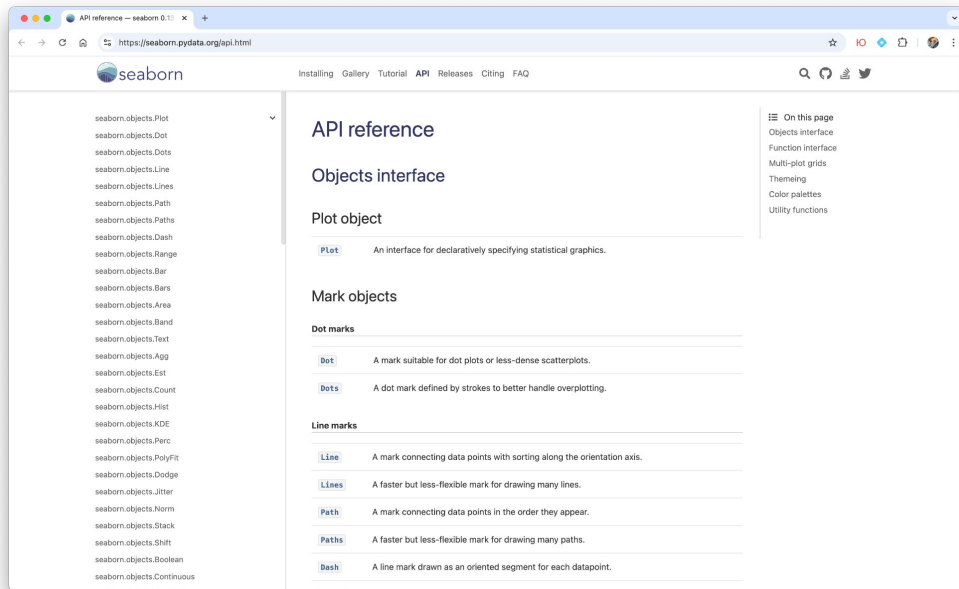 API reference — seaborn 0.13
https://seaborn.pydata.org/api.html
seaborn
Installing Gallery Tutorial API Releases Citing FAQ
seaborn.objects.Plot
seaborn.objects.Dot
seaborn.objects.Dots
seaborn.objects.Line
seaborn.objects.Lines
seaborn.objects.Path
seaborn.objects.Paths
seaborn.objects.Dash
seaborn.objects.Range
seaborn.objects.Bar
seaborn.objects.Bars
seaborn.objects.Area
seaborn.objects.Band
seaborn.objects.Text
seaborn.objects.Agg
seaborn.objects.Est
seaborn.objects.Count
seaborn.objects.Hist
seaborn.objects.KDE
seaborn.objects.Perc
seaborn.objects.PolyFit
seaborn.objects.Dodge
seaborn.objects.Jitter
seaborn.objects.Norm
seaborn.objects.Stack
seaborn.objects.Shift
seaborn.objects.Boolean
seaborn.objects.Continuous
API reference
Objects interface
Plot object
Plot An interface for declaratively specifying statistical graphics.
Mark objects
Dot marks
Dot A mark suitable for dot plots or less-dense scatterplots.
Dots A dot mark defined by strokes to better handle overplotting.
Line marks
Line A mark connecting data points with sorting along the orientation axis.
Lines A faster but less-flexible mark for drawing many lines.
Path A mark connecting data points in the order they appear.
Paths A faster but less-flexible mark for drawing many paths.
Dash A line mark drawn as an oriented segment for each datapoint.
On this page
Objects interface
Function interface
Multi-plot grids
Themeing
Color palettes
Utility functions